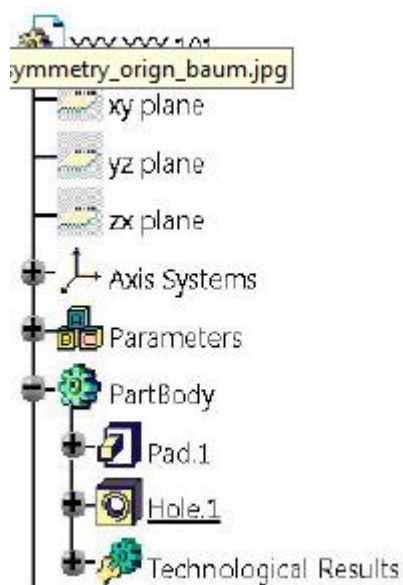 symmetry_orign_baum.jpg
xy plane
yz plane
zx plane
Axis Systems
Parameters
PartBody
Pad.1
Hole.1
Technological Results